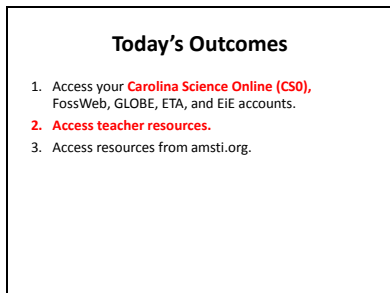 Today's Outcomes
1. Access your Carolina Science Online (CS0),
FossWeb, GLOBE, ETA, and EiE accounts.
2. Access teacher resources.
3. Access resources from amsti.org.